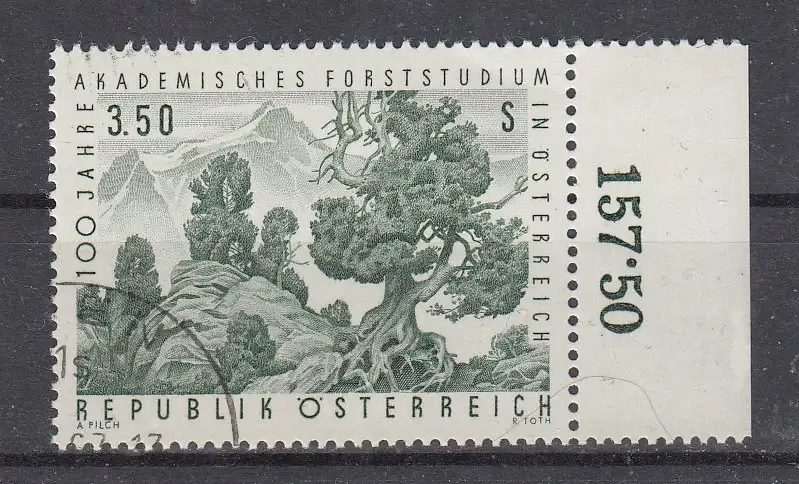 100 JAHRE
AKADEMISCHES FORSTSTUDIUM
IN ÖSTERREICH
3.50 S
REPUBLIK ÖSTERREICH
A PILCH
R. TOTH
157·50